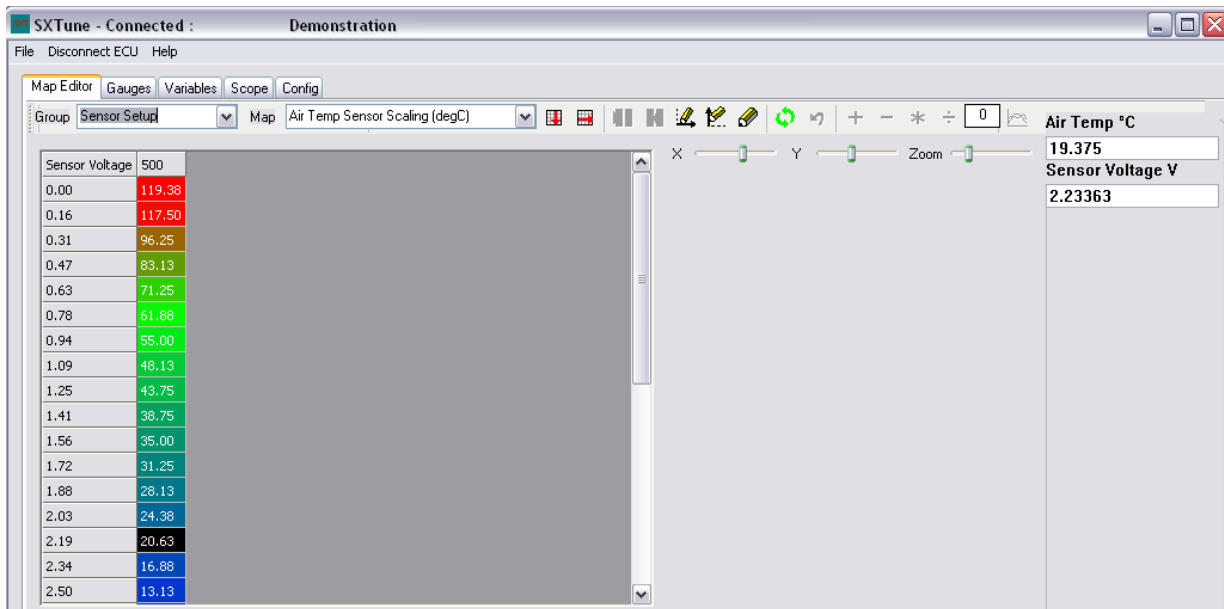 SXTune - Connected : Demonstration
File Disconnect ECU Help
Map Editor Gauges Variables Scope Config
Group Sensor Setup Map Air Temp Sensor Scaling (degC) 0
X Y Zoom
Air Temp °C
19.375
Sensor Voltage V
2.23363
Sensor Voltage 500
0.00 119.38
0.16 117.50
0.31 96.25
0.47 83.13
0.63 71.25
0.78 61.88
0.94 55.00
1.09 48.13
1.25 43.75
1.41 38.75
1.56 35.00
1.72 31.25
1.88 28.13
2.03 24.38
2.19 20.63
2.34 16.88
2.50 13.13